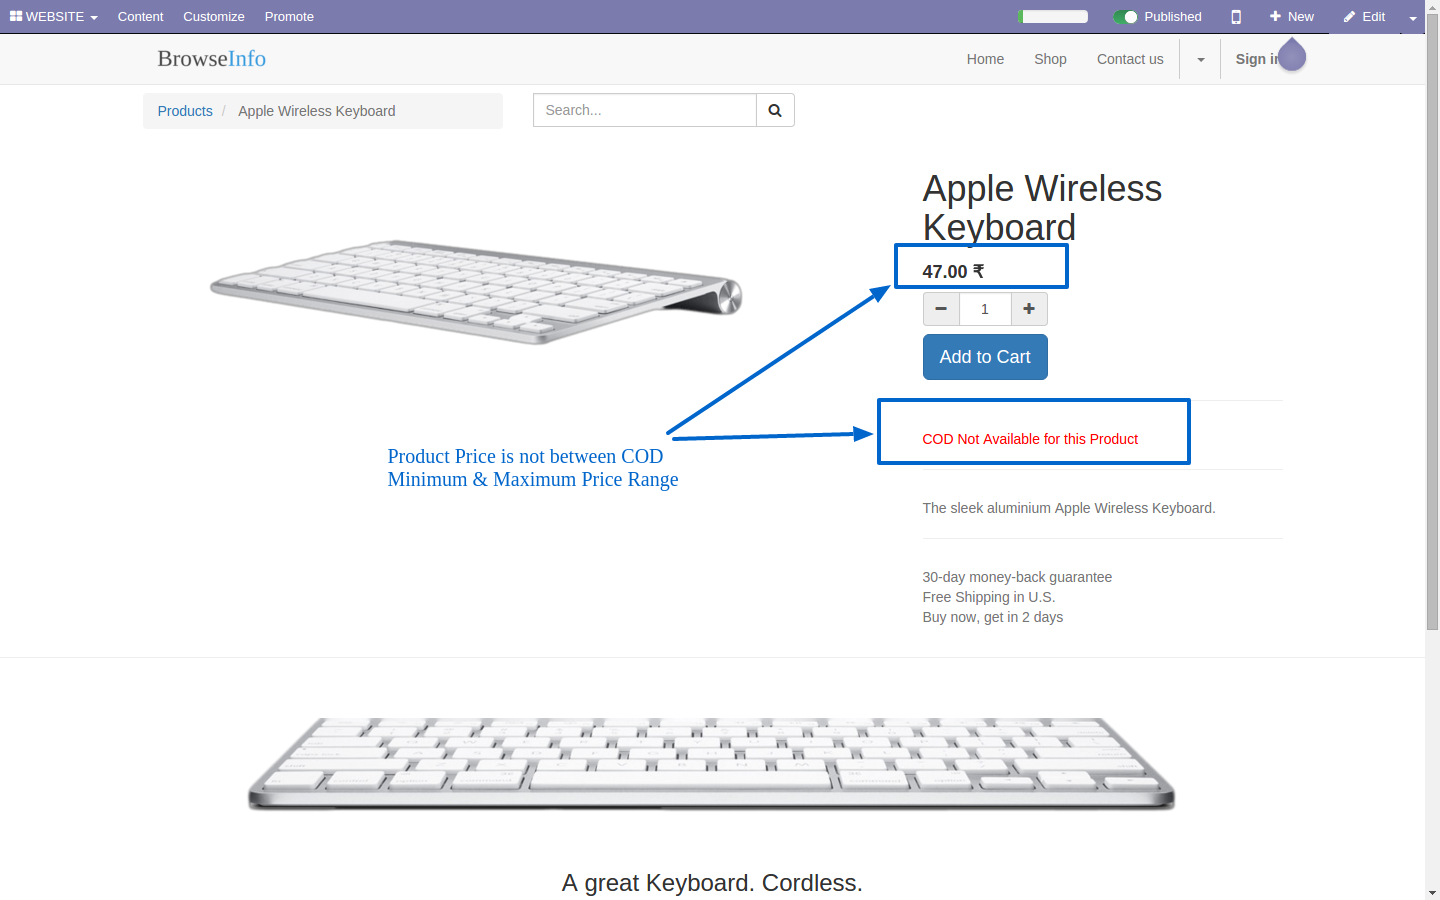 WEBSITE Content Customize Promote Published New Edit
BrowseInfo Home Shop Contact us Sign in
Products / Apple Wireless Keyboard Search...
Apple Wireless
Keyboard
47.00 ₹
1
Add to Cart
COD Not Available for this Product
Product Price is not between COD
Minimum & Maximum Price Range
The sleek aluminium Apple Wireless Keyboard.
30-day money-back guarantee
Free Shipping in U.S.
Buy now, get in 2 days
A great Keyboard. Cordless.